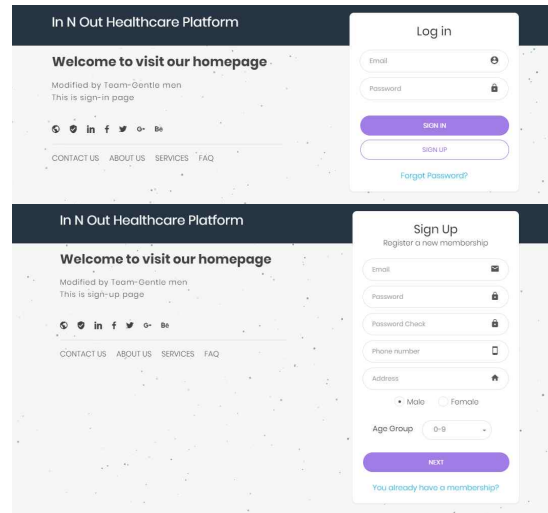 In N Out Healthcare Platform
Welcome to visit our homepage
Modified by Team-Gentle men
This is sign-in page
in f G+ Bē
CONTACT US ABOUT US SERVICES FAQ
Log in
Email
Password
SIGN IN
SIGN UP
Forgot Password?
In N Out Healthcare Platform
Welcome to visit our homepage
Modified by Team-Gentle men
This is sign-up page
in f G+ Bē
CONTACT US ABOUT US SERVICES FAQ
Sign Up
Register a new membership
Email
Password
Password Check
Phone number
Address
Male Female
Age Group 0-9
NEXT
You already have a membership?